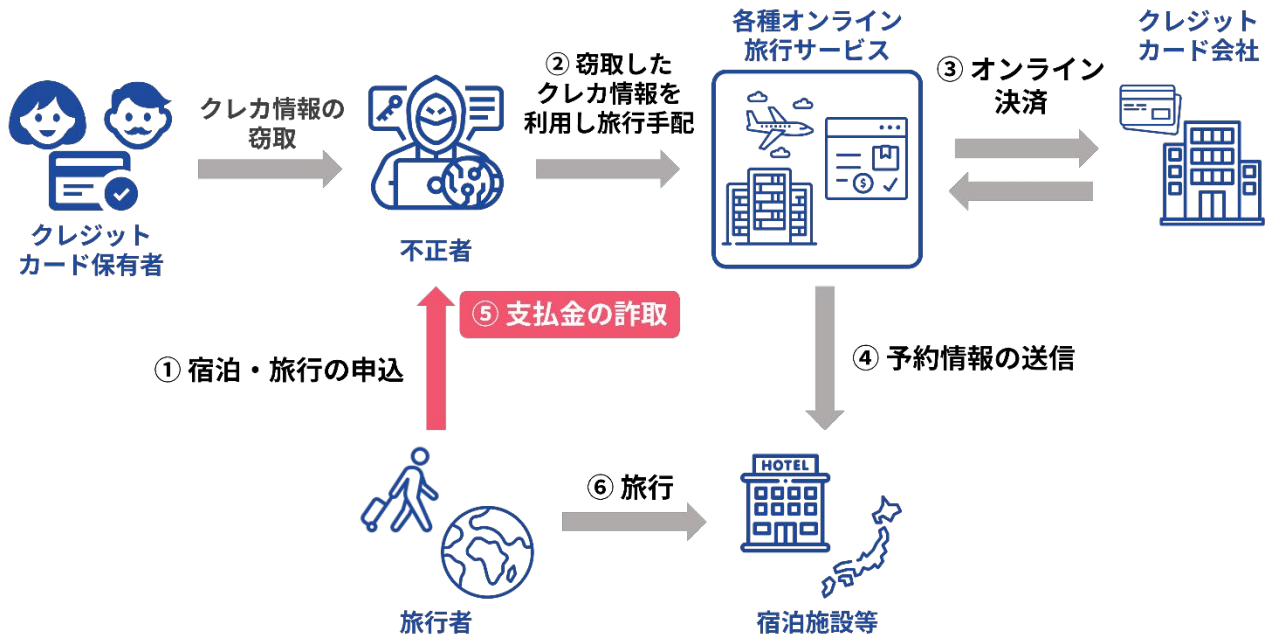 クレジット
カード保有者
クレカ情報の
窃取
不正者
② 窃取した
クレカ情報を
利用し旅行手配
各種オンライン
旅行サービス
$
③ オンライン
決済
クレジット
カード会社
① 宿泊・旅行の申込
⑤ 支払金の詐取
④ 予約情報の送信
旅行者
⑥ 旅行
HOTEL
宿泊施設等